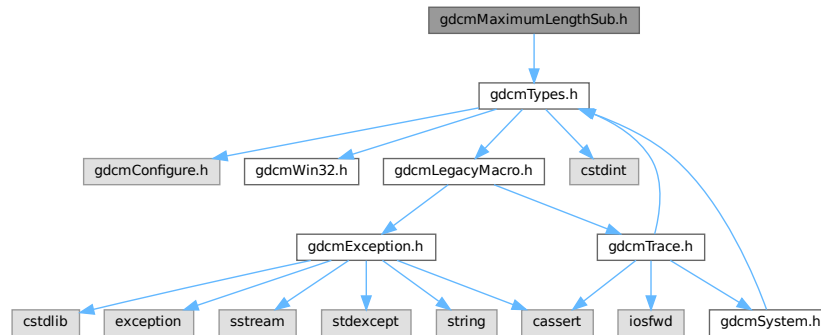 gdcmMaximumLengthSub.h
gdcmTypes.h
gdcmConfigure.h
gdcmWin32.h
gdcmLegacyMacro.h
cstdint
gdcmException.h
gdcmTrace.h
cstdlib
exception
sstream
stdexcept
string
cassert
iosfwd
gdcmSystem.h